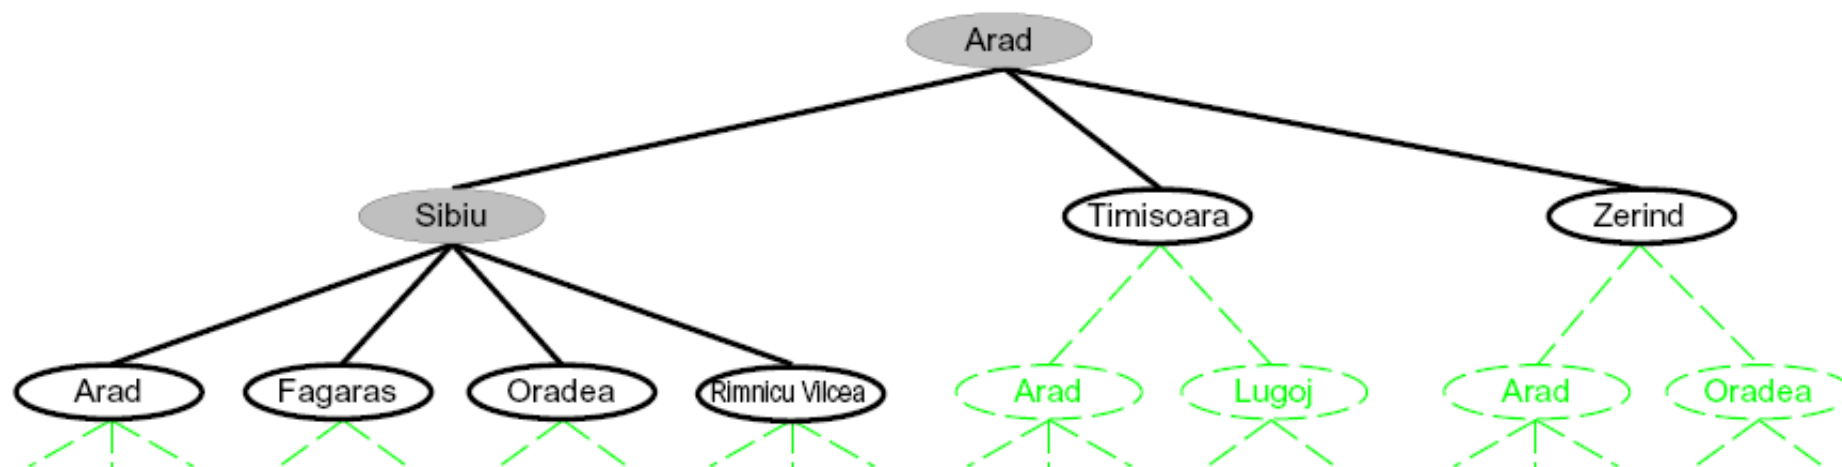 Arad
Sibiu
Timisoara
Zerind
Arad
Fagaras
Oradea
Rimnicu Vilcea
Arad
Lugoj
Arad
Oradea